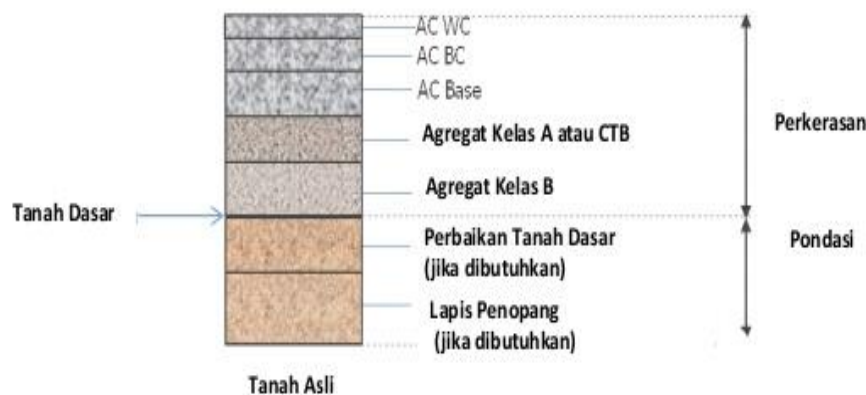 AC WC
AC BC
AC Base
Agregat Kelas A atau CTB
Perkerasan
Agregat Kelas B
Tanah Dasar
Perbaikan Tanah Dasar
(jika dibutuhkan)
Pondasi
Lapis Penopang
(jika dibutuhkan)
Tanah Asli